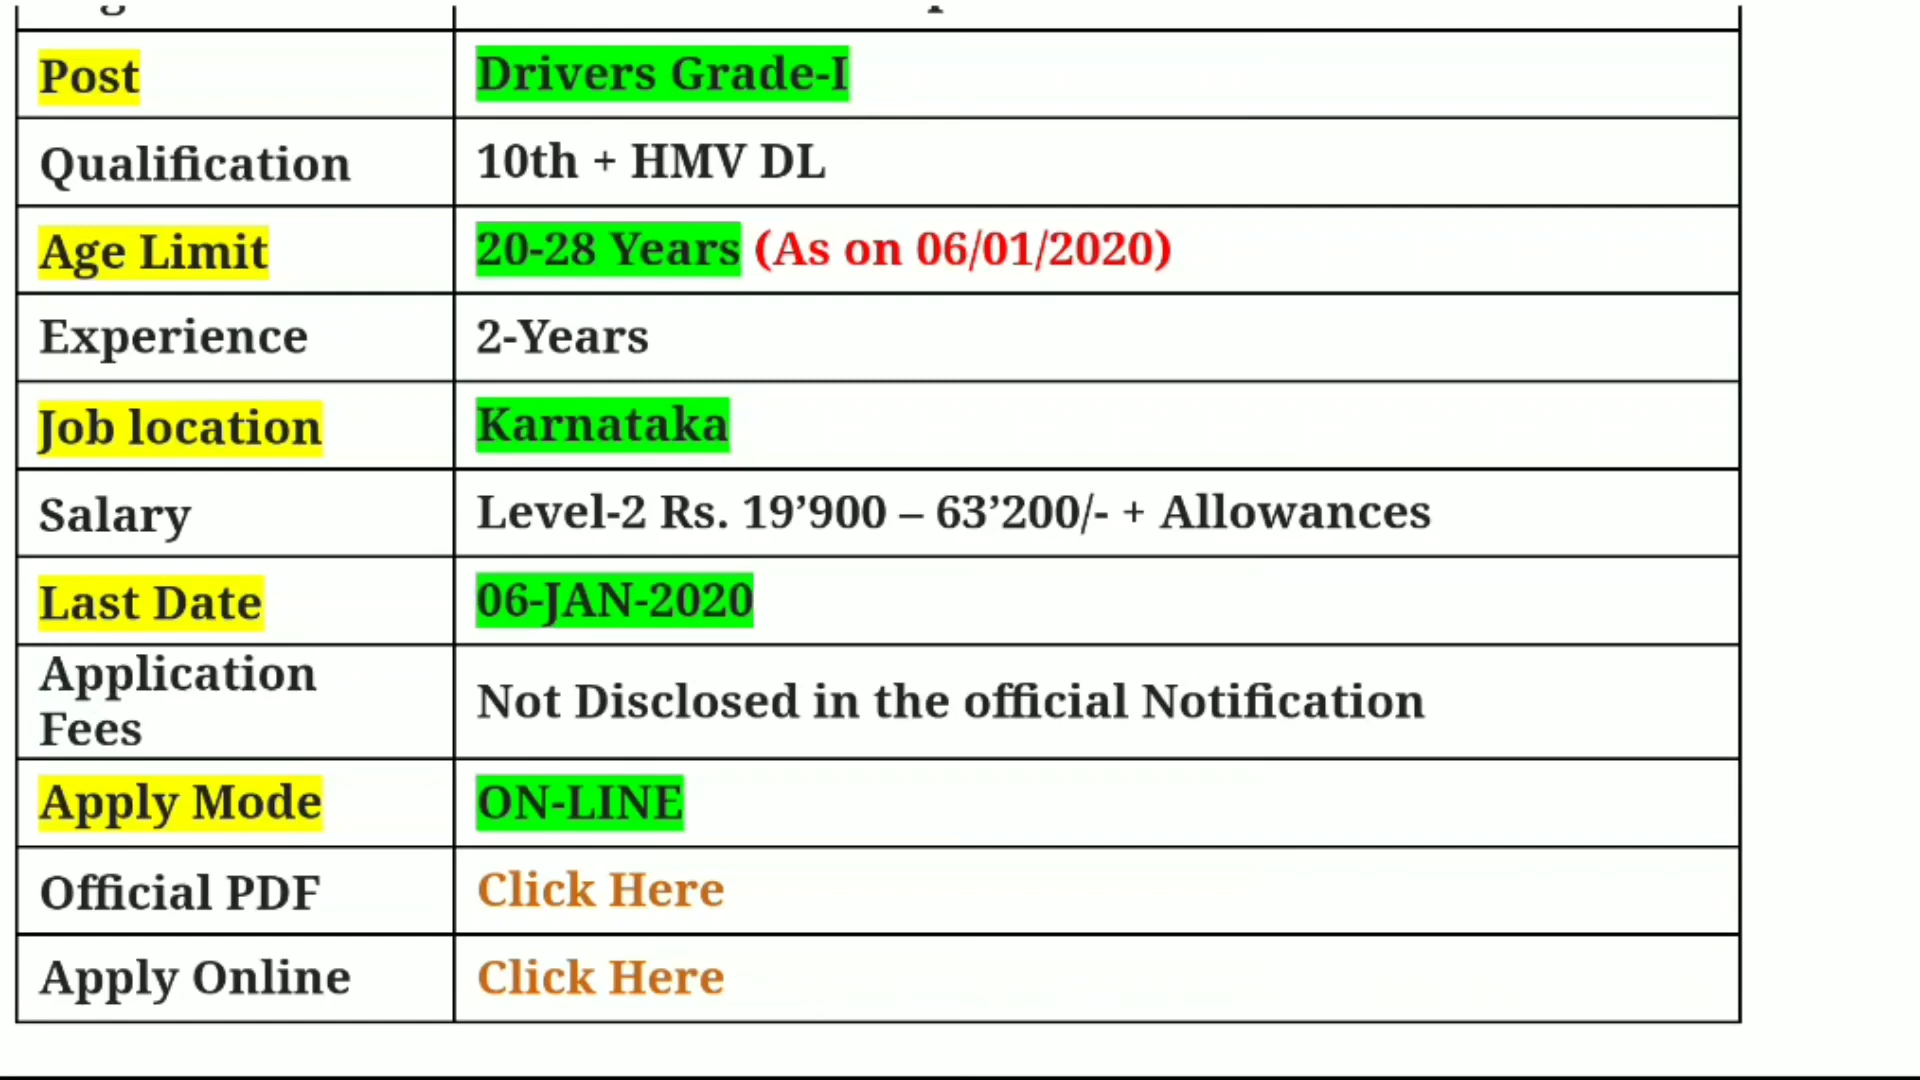 Post
Drivers Grade-I
Qualification
10th + HMV DL
Age Limit
20-28 Years (As on 06/01/2020)
Experience
2-Years
Job location
Karnataka
Salary
Level-2 Rs. 19’900 – 63’200/- + Allowances
Last Date
06-JAN-2020
Application
Fees
Not Disclosed in the official Notification
Apply Mode
ON-LINE
Official PDF
Click Here
Apply Online
Click Here